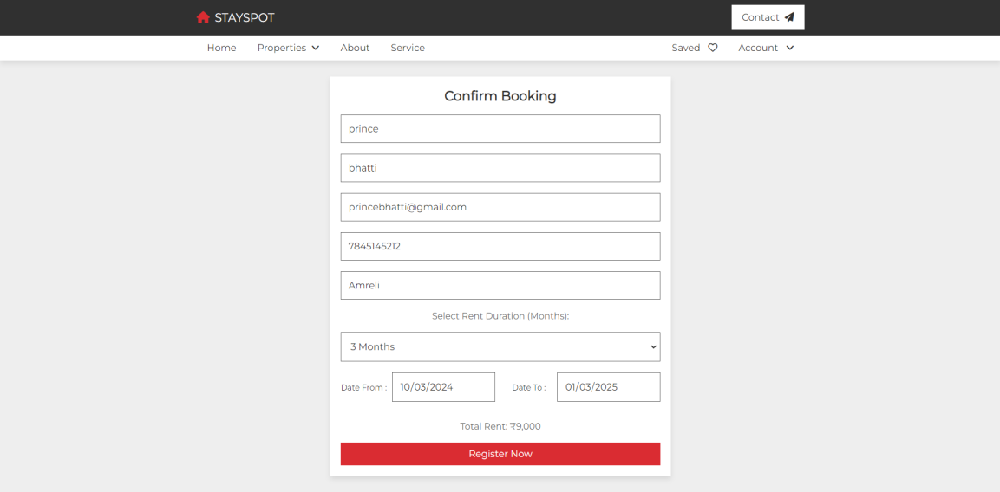 STAYSPOT
Contact
Home Properties About Service Saved Account
Confirm Booking
prince
bhatti
princebhatti@gmail.com
7845145212
Amreli
Select Rent Duration (Months):
3 Months
Date From : 10/03/2024 Date To : 01/03/2025
Total Rent: ₹9,000
Register Now